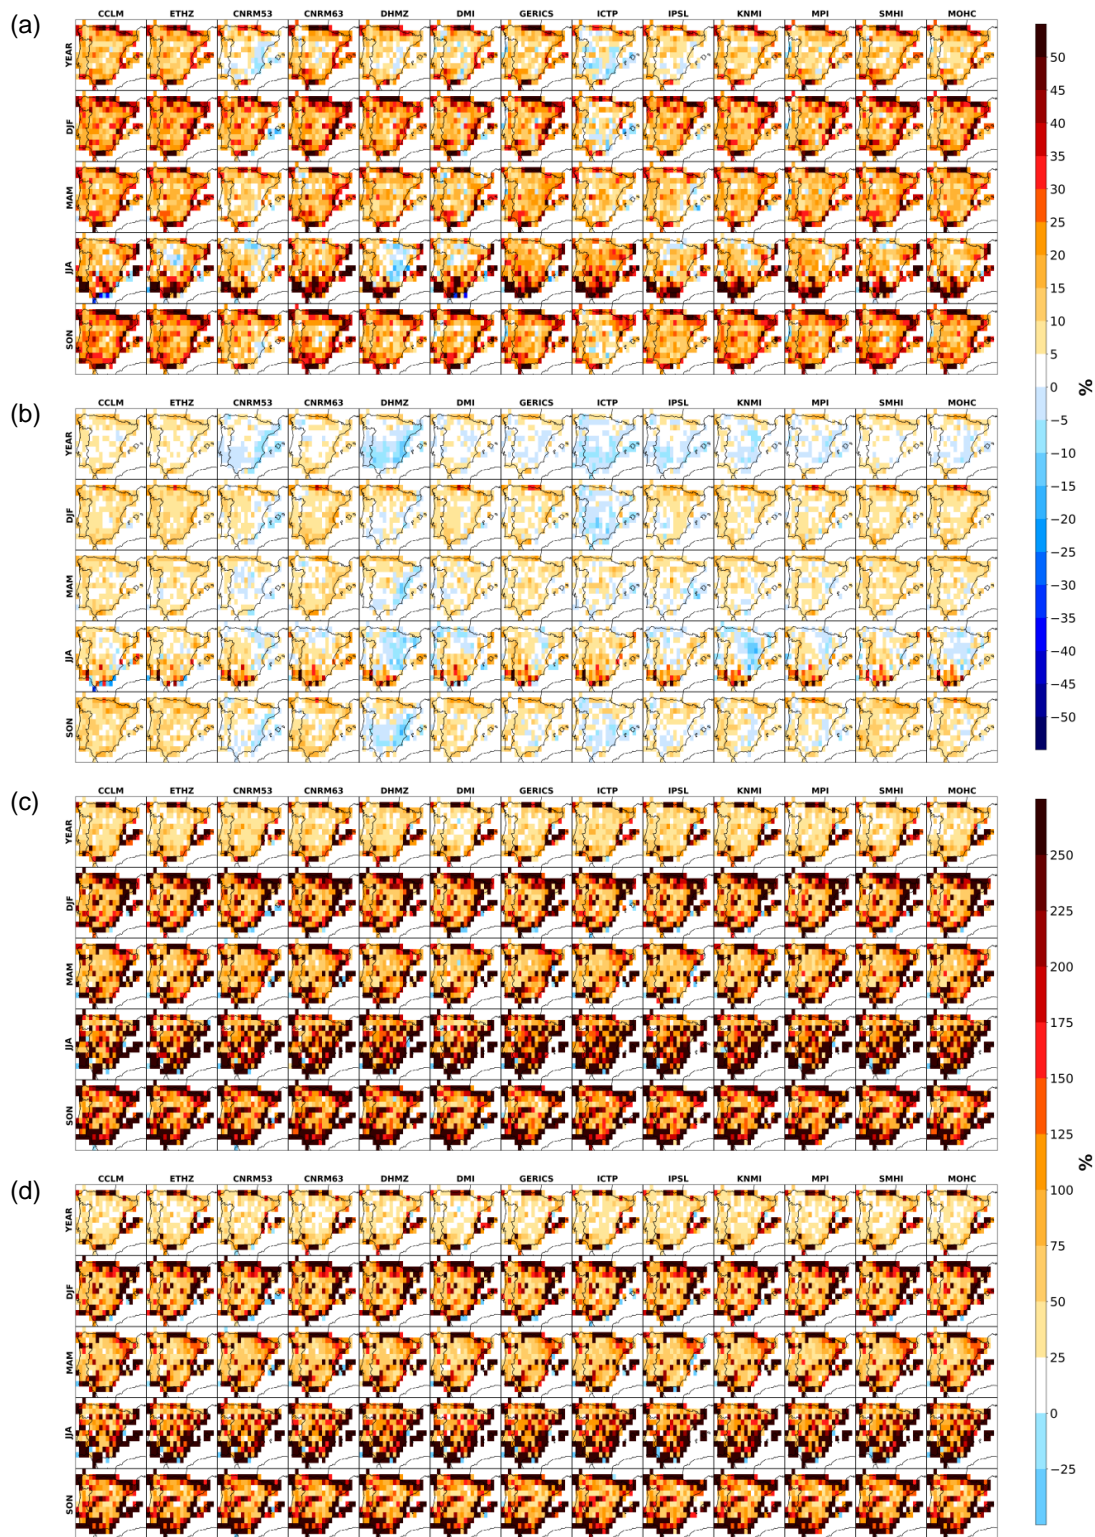 (a)
CCLM ETHZ CNRM53 CNRM63 DHMZ DMI GERICS ICTP IPSL KNMI MPI SMHI MOHC
YEAR
DJF
MAM
JJA
SON
50
45
40
35
30
25
20
15
10
5
0
−5
−10
−15
−20
−25
−30
−35
−40
−45
−50
%
(b)
CCLM ETHZ CNRM53 CNRM63 DHMZ DMI GERICS ICTP IPSL KNMI MPI SMHI MOHC
YEAR
DJF
MAM
JJA
SON
(c)
CCLM ETHZ CNRM53 CNRM63 DHMZ DMI GERICS ICTP IPSL KNMI MPI SMHI MOHC
YEAR
DJF
MAM
JJA
SON
250
225
200
175
150
125
100
75
50
25
0
−25
%
(d)
CCLM ETHZ CNRM53 CNRM63 DHMZ DMI GERICS ICTP IPSL KNMI MPI SMHI MOHC
YEAR
DJF
MAM
JJA
SON